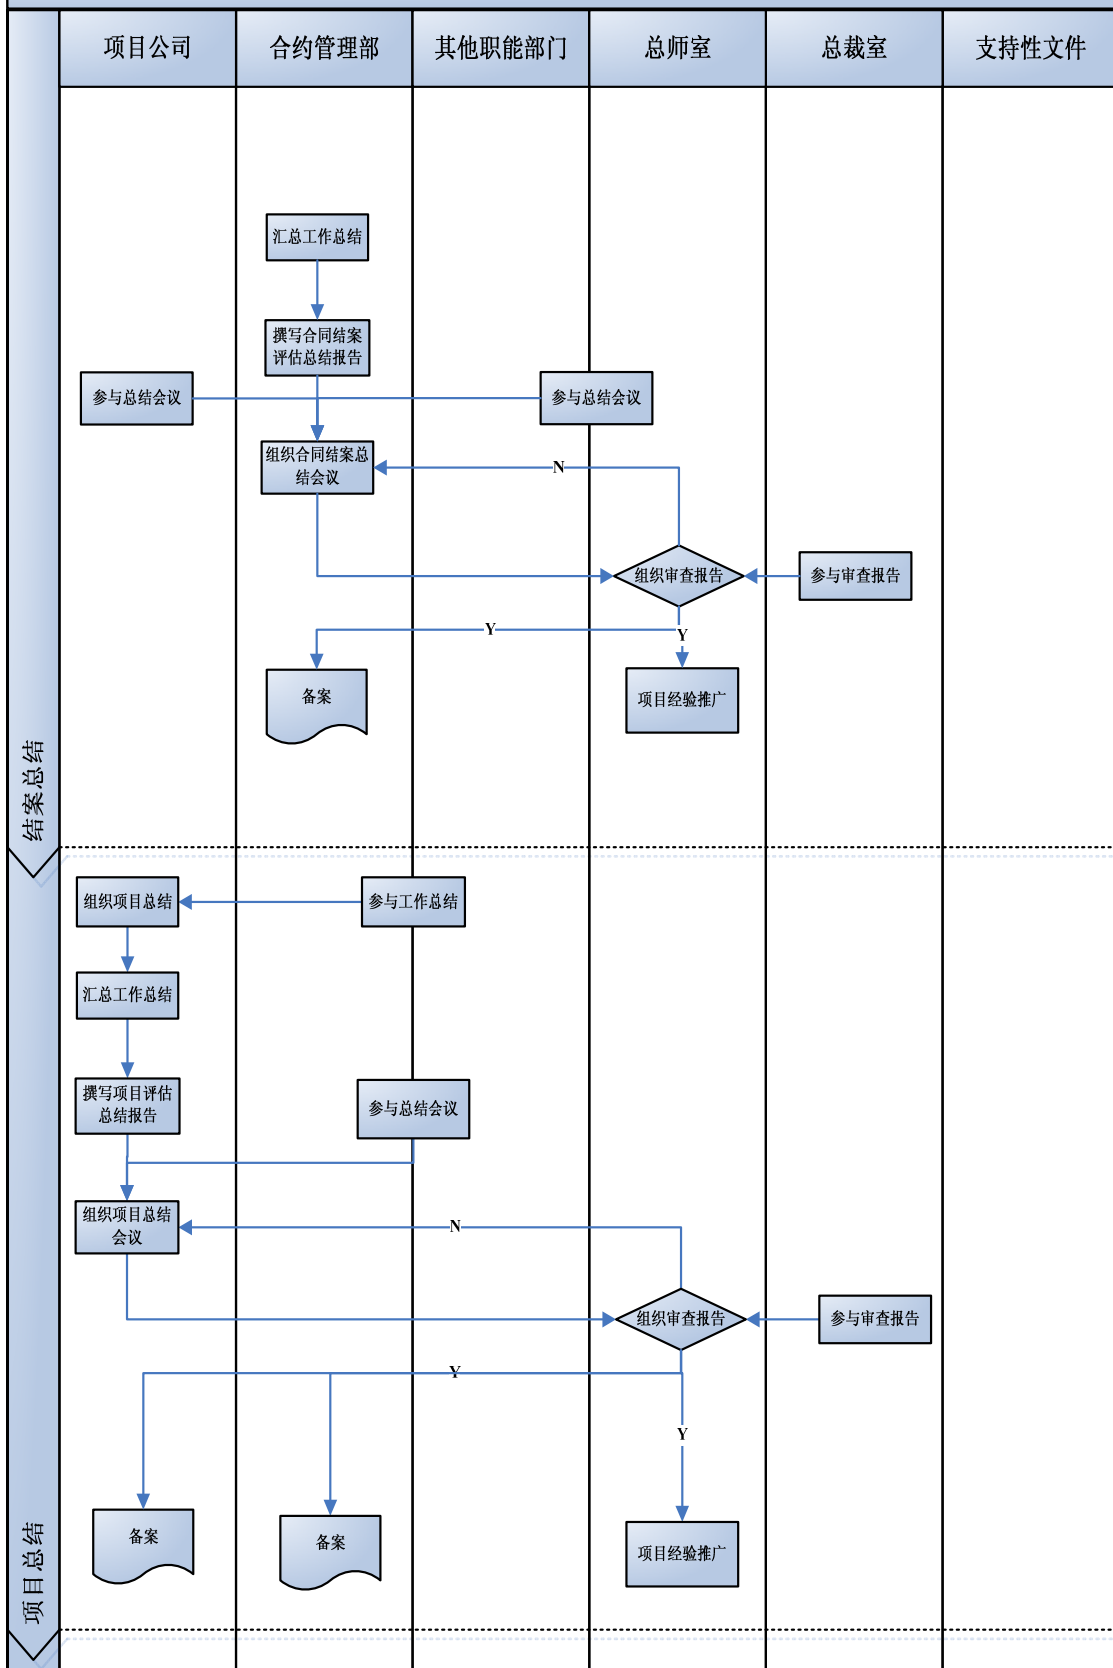 项目公司
合约管理部
其他职能部门
总师室
总裁室
支持性文件
汇总工作总结
撰写合同结案
评估总结报告
参与总结会议
参与总结会议
组织合同结案总
结会议
N
组织审查报告
参与审查报告
Y
Y
备案
项目经验推广
结案总结
组织项目总结
参与工作总结
汇总工作总结
撰写项目评估
总结报告
参与总结会议
组织项目总结
会议
N
组织审查报告
参与审查报告
Y
Y
备案
备案
项目经验推广
项目总结